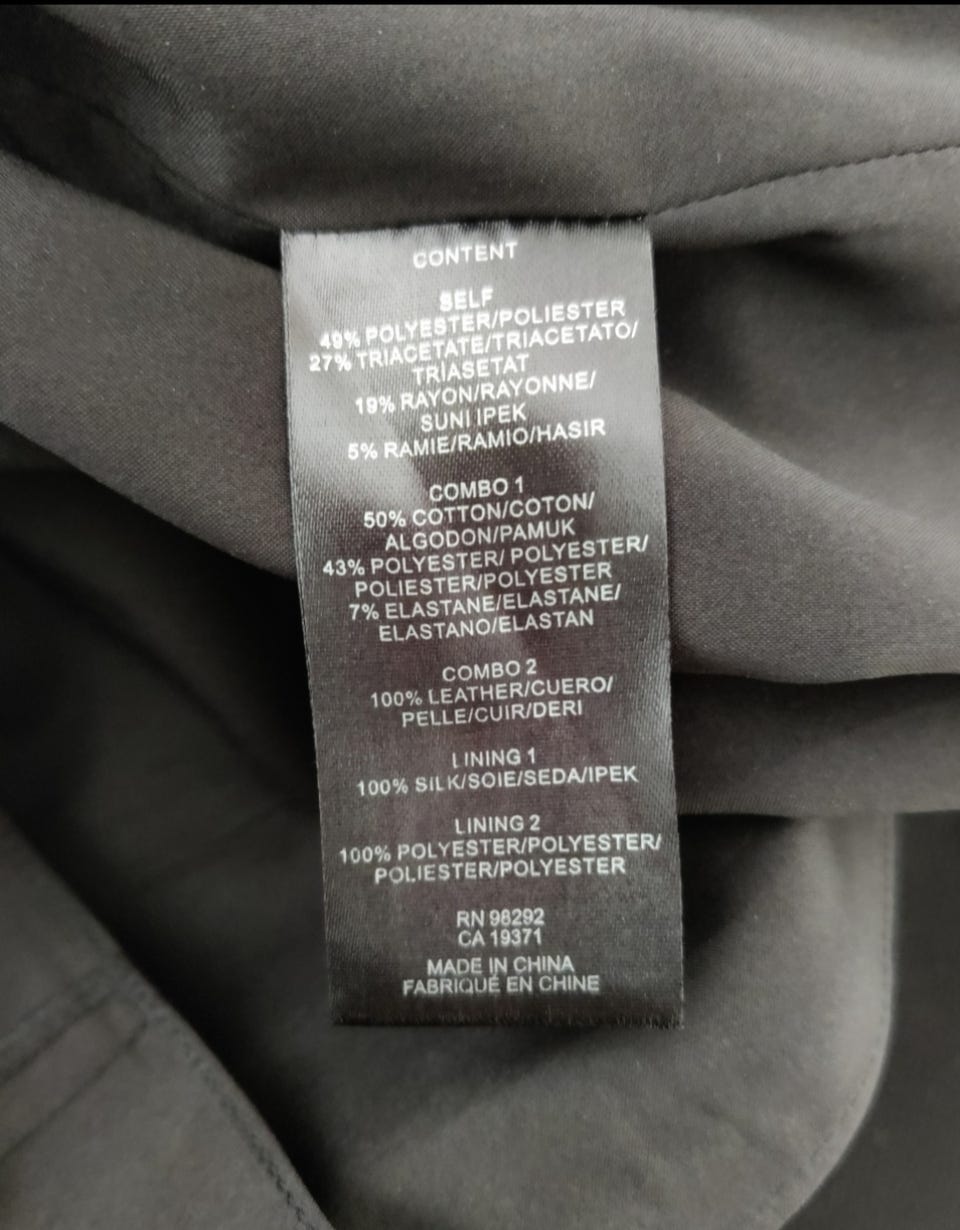 CONTENT
SELF
49% POLYESTER/POLIESTER
27% TRIACETATE/TRIACETATO/
TRIASETAT
19% RAYON/RAYONNE/
SUNI IPEK
5% RAMIE/RAMIO/HASIR
COMBO 1
50% COTTON/COTON/
ALGODON/PAMUK
43% POLYESTER/ POLYESTER/
POLIESTER/POLYESTER
7% ELASTANE/ELASTANE/
ELASTANO/ELASTAN
COMBO 2
100% LEATHER/CUERO/
PELLE/CUIR/DERI
LINING 1
100% SILK/SOIE/SEDA/IPEK
LINING 2
100% POLYESTER/POLYESTER/
POLIESTER/POLYESTER
RN 98292
CA 19371
MADE IN CHINA
FABRIQUÉ EN CHINE